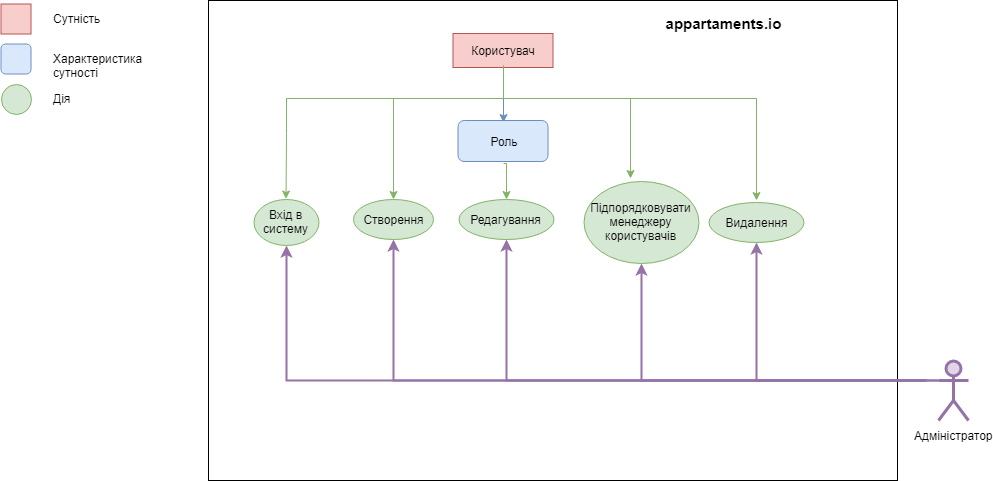 Сутність
Характеристика
сутності
Дія
appartaments.io
Користувач
Роль
Вхід в
систему
Створення
Редагування
Підпорядковувати
менеджеру
користувачів
Видалення
Адміністратор